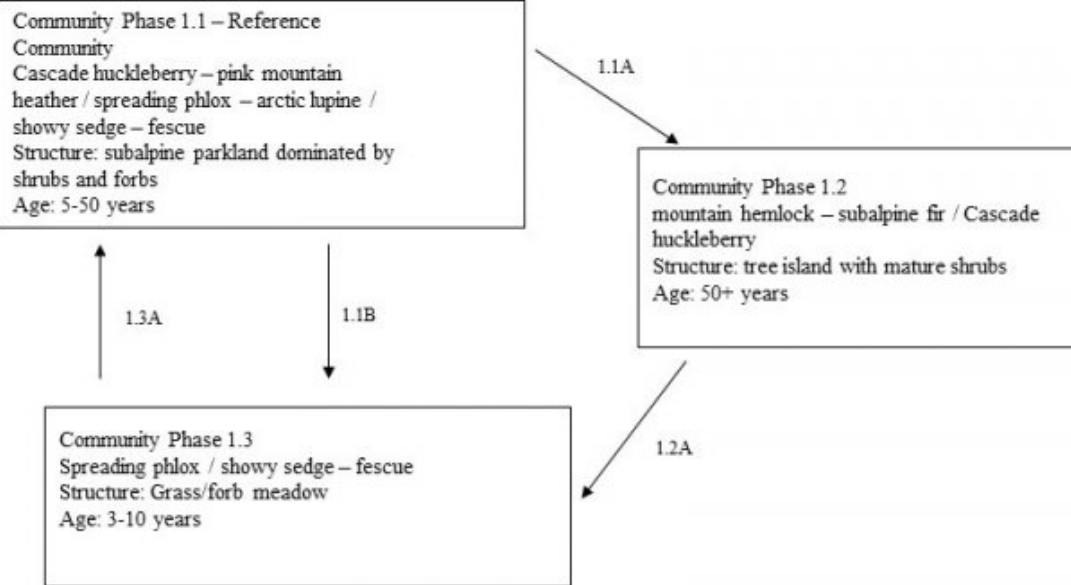 Community Phase 1.1 – Reference
Community
Cascade huckleberry – pink mountain
heather / spreading phlox – arctic lupine /
showy sedge – fescue
Structure: subalpine parkland dominated by
shrubs and forbs
Age: 5-50 years
1.1A
Community Phase 1.2
mountain hemlock – subalpine fir / Cascade
huckleberry
Structure: tree island with mature shrubs
Age: 50+ years
1.3A
1.1B
1.2A
Community Phase 1.3
Spreading phlox / showy sedge – fescue
Structure: Grass/forb meadow
Age: 3-10 years